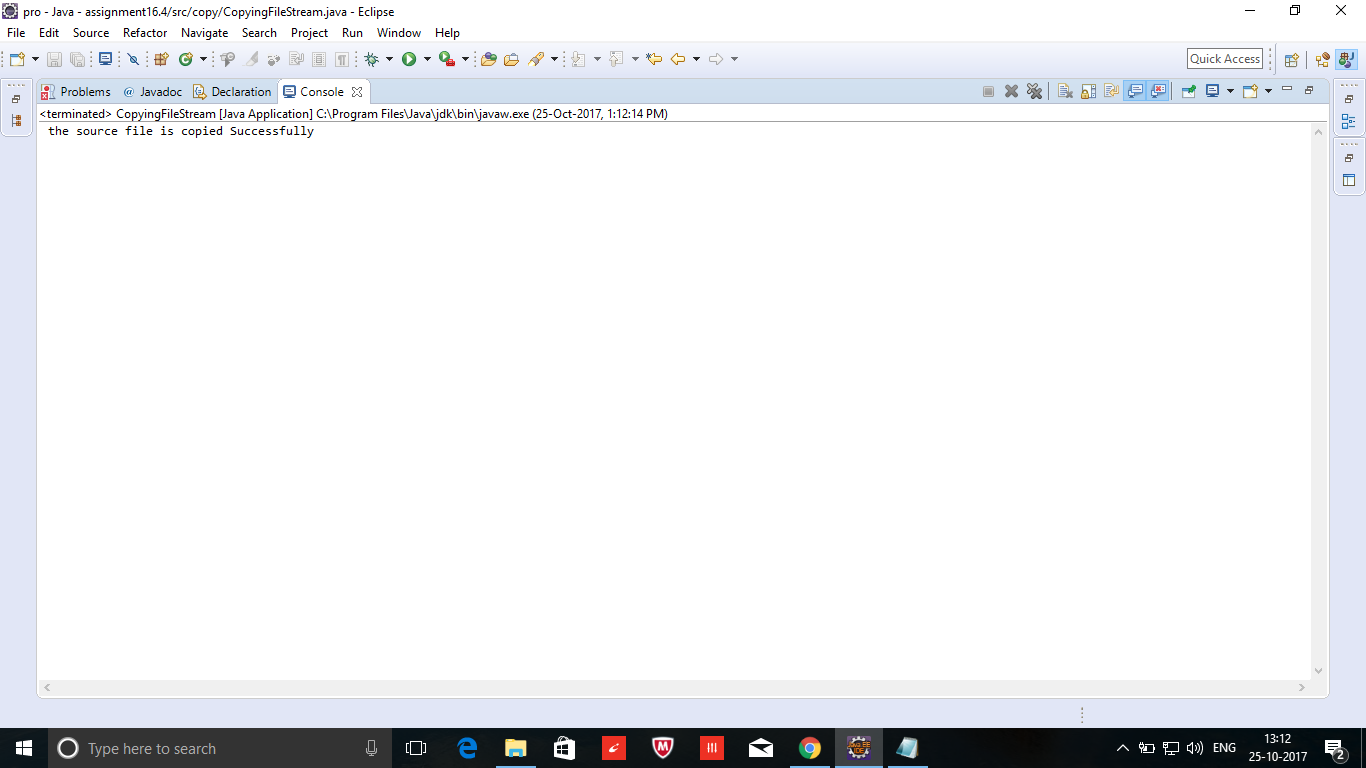 pro - Java - assignment16.4/src/copy/CopyingFileStream.java - Eclipse
File Edit Source Refactor Navigate Search Project Run Window Help
Quick Access
Problems @ Javadoc Declaration Console
<terminated> CopyingFileStream [Java Application] C:\Program Files\Java\jdk\bin\javaw.exe (25-Oct-2017, 1:12:14 PM)
the source file is copied Successfully
Type here to search
ENG
13:12
25-10-2017
2